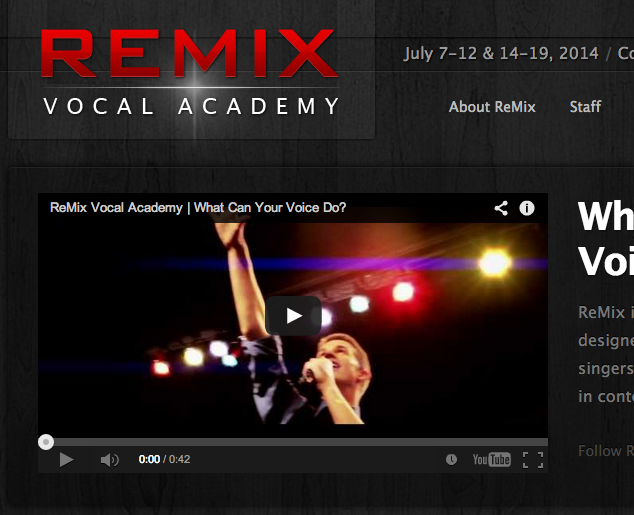 REMIX
VOCAL ACADEMY
July 7-12 & 14-19, 2014 / Co
About ReMix Staff
ReMix Vocal Academy | What Can Your Voice Do?
Wh
Voi
ReMix i
designe
singers
in conte
Follow R
0:00 / 0:42
YouTube